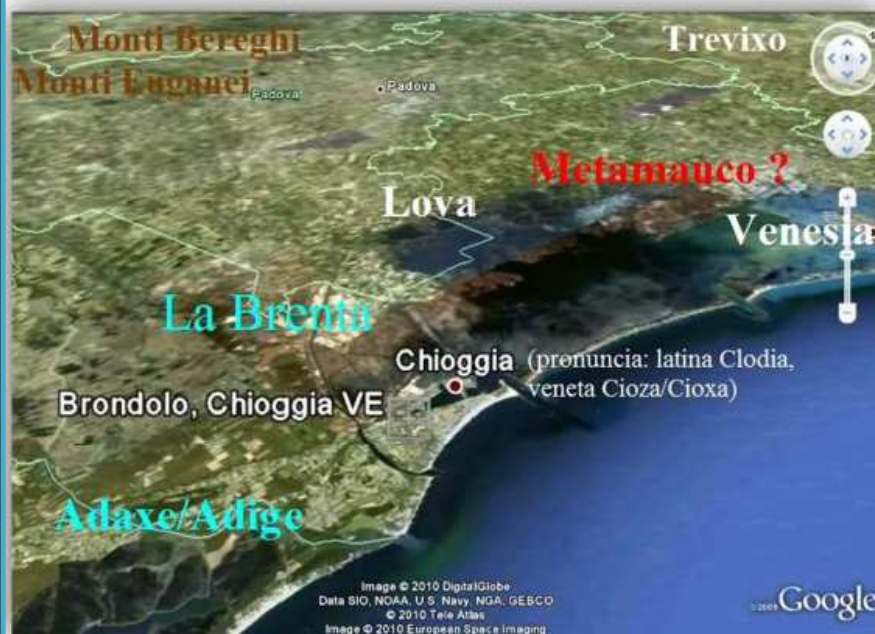 Monti Bereghi
Trevixo
Monti Euganei
Padova
Padova
Metamauco ?
Lova
Venesia
La Brenta
Chioggia (pronuncia: latina Clodia,
veneta Cioza/Cioxa)
Brondolo, Chioggia VE
Adaxe/Adige
Image © 2010 DigitalGlobe
Data SIO, NOAA, U.S. Navy, NGA, GEBCO
© 2010 Tele Atlas
Image © 2010 European Space Imaging
©2009 Google